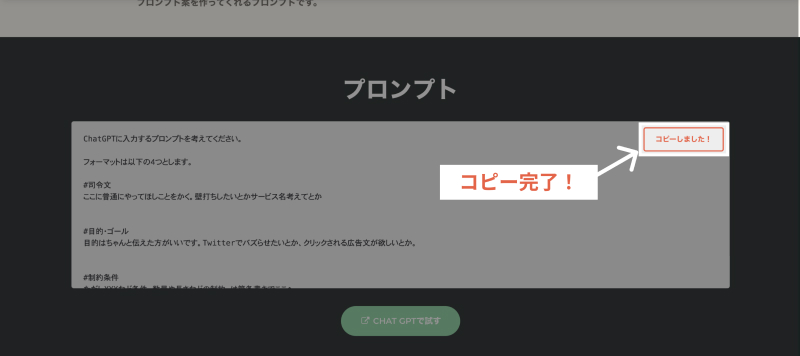 プロンプト案を作ってくれるプロンプトです。
プロンプト
コピーしました！
ChatGPTに入力するプロンプトを考えてください。
コピー完了！
フォーマットは以下の4つとします。
#司令文
ここに普通にやってほしことをかく。壁打ちしたいとかサービス名考えてとか
#目的・ゴール
目的はちゃんと伝えた方がいいです。Twitterでバズらせたいとか、クリックされる広告文が欲しいとか。
#制約条件
CHAT GPTで試す